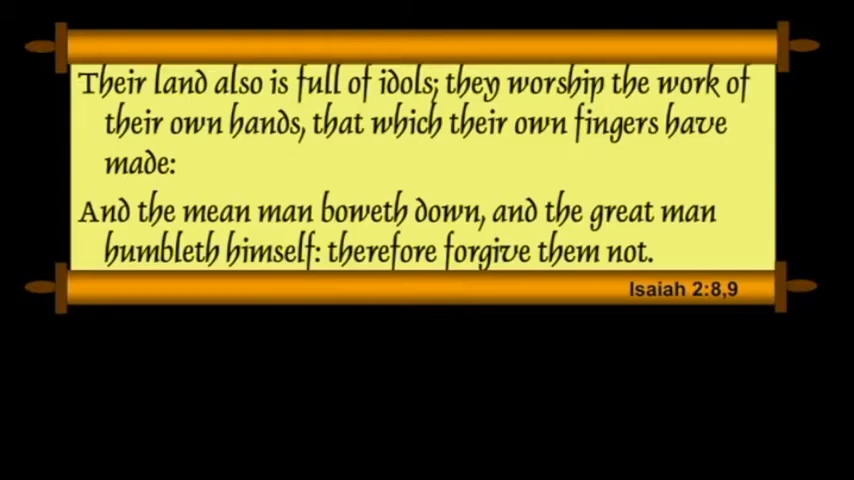 Their land also is full of idols; they worship the work of
their own hands, that which their own fingers have
made:
And the mean man boweth down, and the great man
humbleth himself: therefore forgive them not.
Isaiah 2:8,9